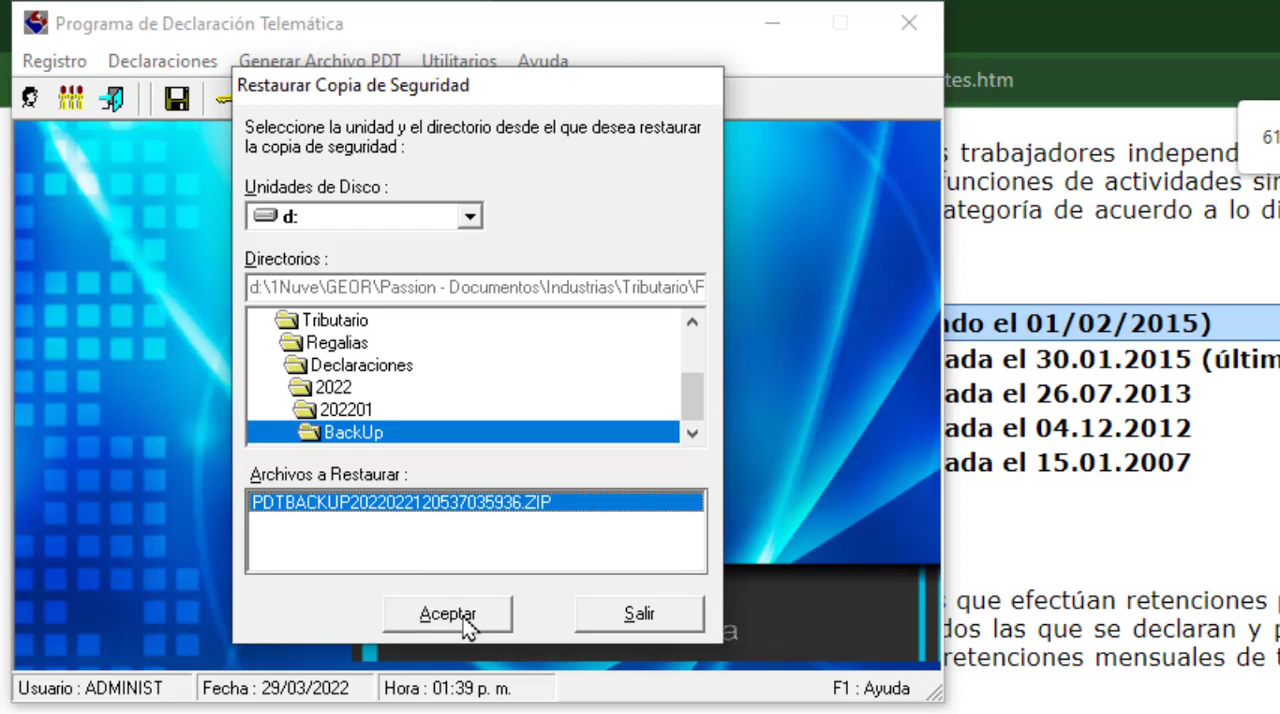 Programa de Declaración Telemática
Registro Declaraciones Generar Archivo PDT Utilitarios Ayuda
Restaurar Copia de Seguridad
Seleccione la unidad y el directorio desde el que desea restaurar
la copia de seguridad :
Unidades de Disco :
d:
Directorios :
d:\1Nuve\GEOR\Passion - Documentos\Industrias\Tributario\F
Tributario
Regalias
Declaraciones
2022
202201
BackUp
Archivos a Restaurar :
PDTBACKUP2022022120537035936.ZIP
Aceptar Salir
Usuario : ADMINIST Fecha : 29/03/2022 Hora : 01:39 p. m. F1 : Ayuda
tes.htm
61
s trabajadores independ
funciones de actividades sin
ategoría de acuerdo a lo di
ado el 01/02/2015)
ada el 30.01.2015 (últim
ada el 26.07.2013
ada el 04.12.2012
ada el 15.01.2007
s que efectúan retenciones p
dos las que se declaran y p
retenciones mensuales de t
a